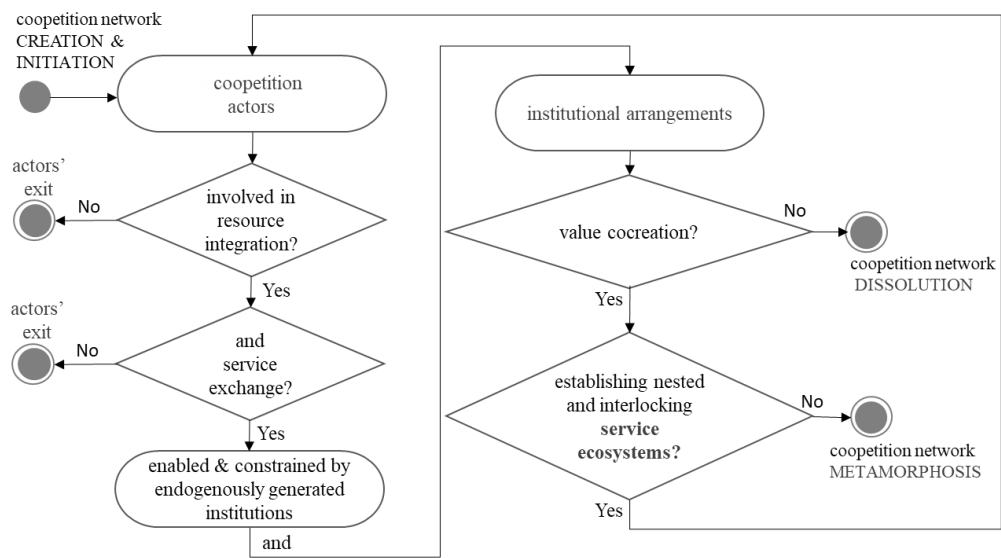 coopetition network
CREATION &
INITIATION
coopetition
actors
actors’
exit
No
involved in
resource
integration?
Yes
actors’
exit
No
and
service
exchange?
Yes
enabled & constrained by
endogenously generated
institutions
and
institutional arrangements
value cocreation?
No
coopetition network
DISSOLUTION
Yes
establishing nested
and interlocking
service
ecosystems?
No
coopetition network
METAMORPHOSIS
Yes